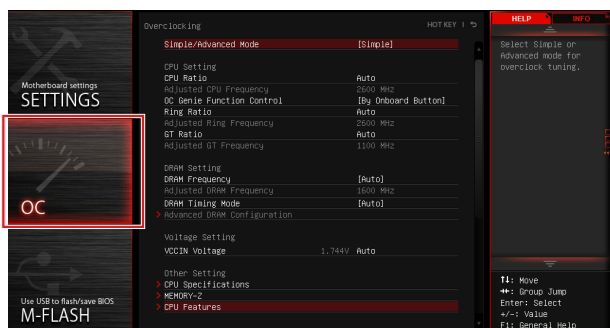 Overclocking
HOT KEY
HELP
INFO
Motherboard settings
SETTINGS
OC
Use USB to flash/save BIOS
M-FLASH
Simple/Advanced Mode [Simple]
CPU Setting
CPU Ratio Auto
Adjusted CPU Frequency 2600 MHz
OC Genie Function Control [By Onboard Button]
Ring Ratio Auto
Adjusted Ring Frequency 2600 MHz
GT Ratio Auto
Adjusted GT Frequency 1100 MHz
DRAM Setting
DRAM Frequency [Auto]
Adjusted DRAM Frequency 1600 MHz
DRAM Timing Mode [Auto]
> Advanced DRAM Configuration
Voltage Setting
VCCIN Voltage 1.744V Auto
Other Setting
> CPU Specifications
> MEMORY-Z
> CPU Features
Select Simple or
Advanced mode for
overclock tuning.
↑↓: Move
→←: Group Jump
Enter: Select
+/-: Value
F1: General Help